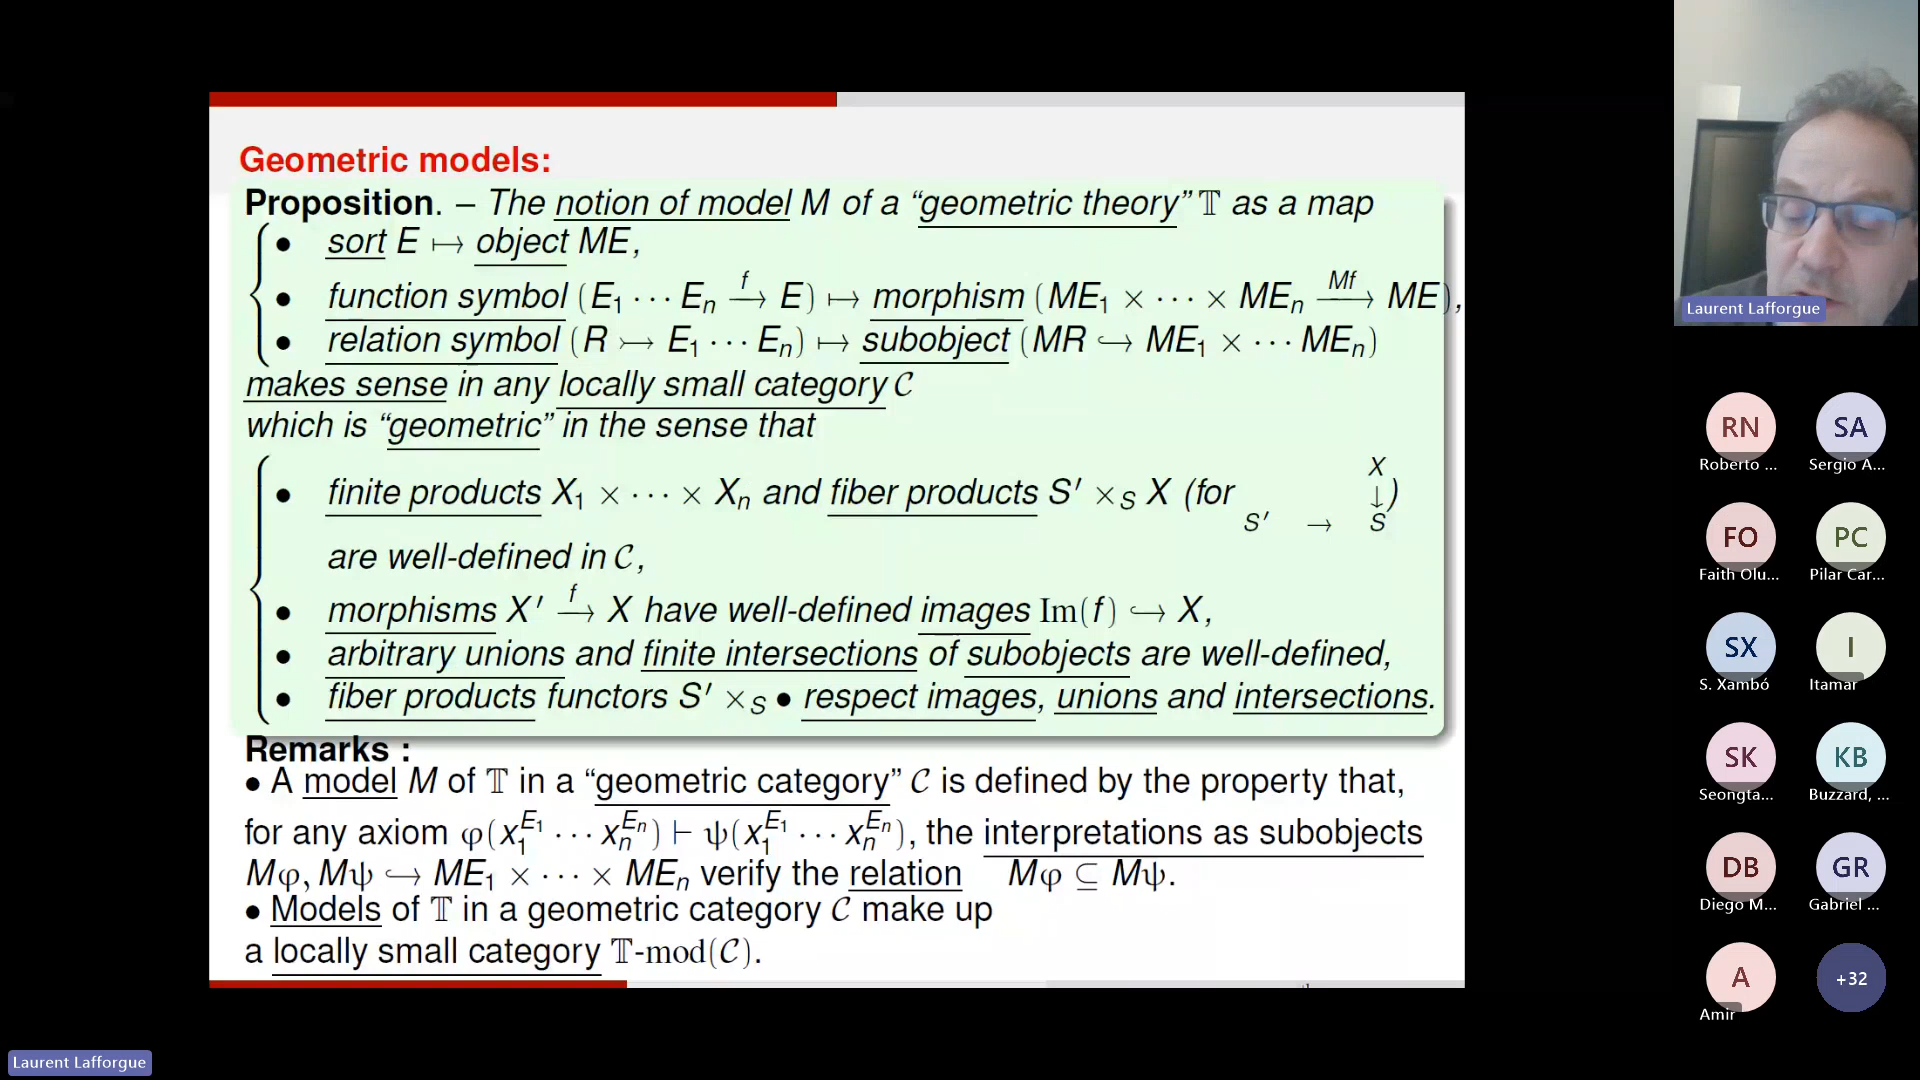 Geometric models:
Proposition. – The notion of model M of a “geometric theory” 𝕋 as a map
• sort E ↦ object ME,
• function symbol (E₁ ··· Eₙ —f→ E) ↦ morphism (ME₁ × ··· × MEₙ —Mf→ ME),
• relation symbol (R ↣ E₁ ··· Eₙ) ↦ subobject (MR ↪ ME₁ × ··· MEₙ)
makes sense in any locally small category 𝒞
which is “geometric” in the sense that
• finite products X₁ × ··· × Xₙ and fiber products S′ ×_S X (for S′ → S ↓ X)
are well-defined in 𝒞,
• morphisms X′ —f→ X have well-defined images Im(f) ↪ X,
• arbitrary unions and finite intersections of subobjects are well-defined,
• fiber products functors S′ ×_S • respect images, unions and intersections.
Remarks :
• A model M of 𝕋 in a “geometric category” 𝒞 is defined by the property that,
for any axiom φ(x₁^{E₁} ··· xₙ^{Eₙ}) ⊢ ψ(x₁^{E₁} ··· xₙ^{Eₙ}), the interpretations as subobjects
Mφ, Mψ ↪ ME₁ × ··· × MEₙ verify the relation Mφ ⊆ Mψ.
• Models of 𝕋 in a geometric category 𝒞 make up
a locally small category 𝕋-mod(𝒞).
Laurent Lafforgue
RN SA
Roberto ... Sergio A...
FO PC
Faith Olu... Pilar Car...
SX I
S. Xambó Itamar
SK KB
Seongta... Buzzard, ...
DB GR
Diego M... Gabriel ...
A +32
Amir
Laurent Lafforgue